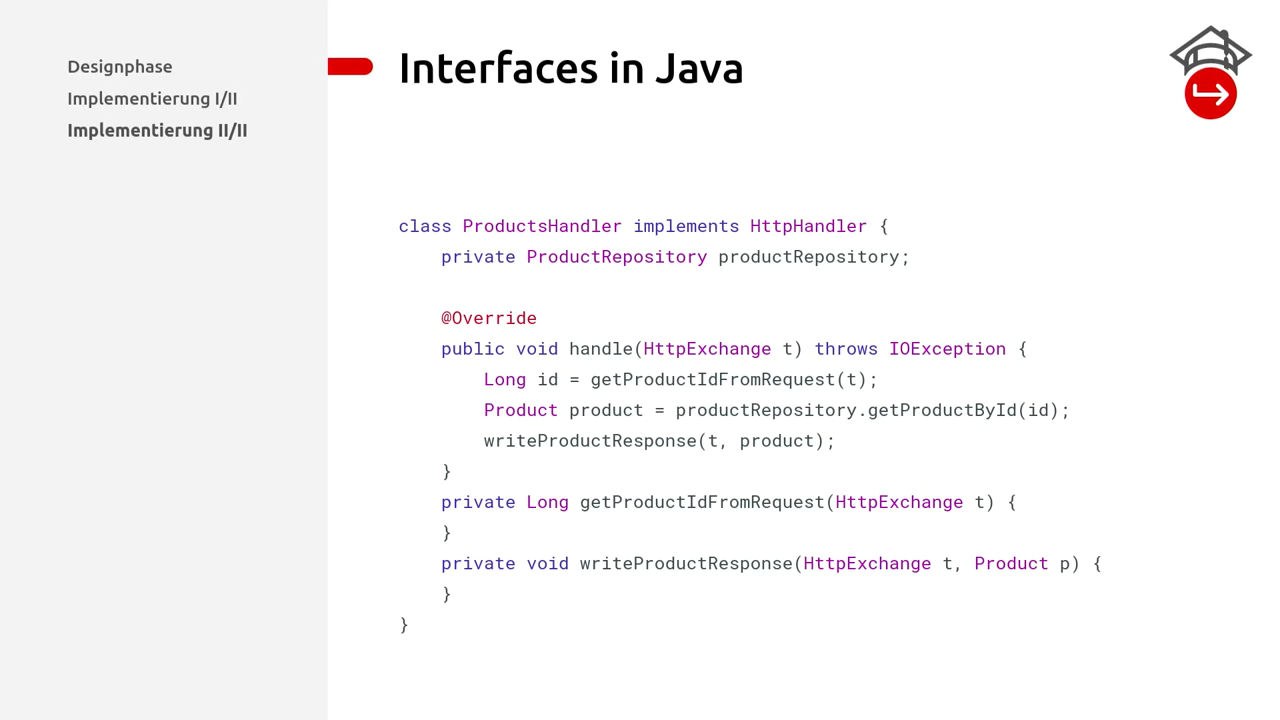 Designphase
Implementierung I/II
Implementierung II/II
Interfaces in Java
class ProductsHandler implements HttpHandler {
    private ProductRepository productRepository;

    @Override
    public void handle(HttpExchange t) throws IOException {
        Long id = getProductIdFromRequest(t);
        Product product = productRepository.getProductById(id);
        writeProductResponse(t, product);
    }
    private Long getProductIdFromRequest(HttpExchange t) {
    }
    private void writeProductResponse(HttpExchange t, Product p) {
    }
}